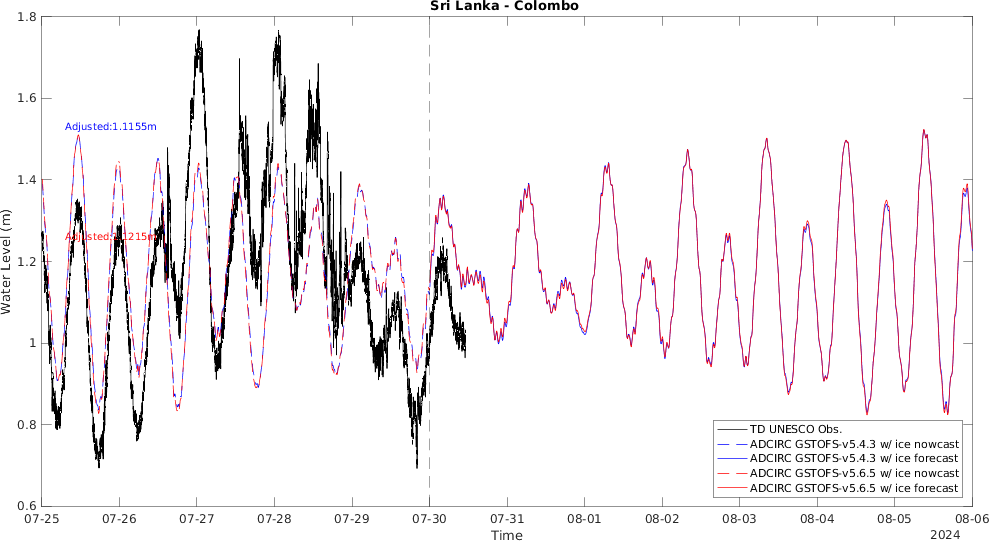 Sri Lanka - Colombo
1.8
1.6
1.4
1.2
1
0.8
0.6
Water Level (m)
Adjusted:1.1155m
Adjusted:1.1215m
TD UNESCO Obs.
ADCIRC GSTOFS-v5.4.3 w/ ice nowcast
ADCIRC GSTOFS-v5.4.3 w/ ice forecast
ADCIRC GSTOFS-v5.6.5 w/ ice nowcast
ADCIRC GSTOFS-v5.6.5 w/ ice forecast
07-25 07-26 07-27 07-28 07-29 07-30 07-31 08-01 08-02 08-03 08-04 08-05 08-06
Time
2024